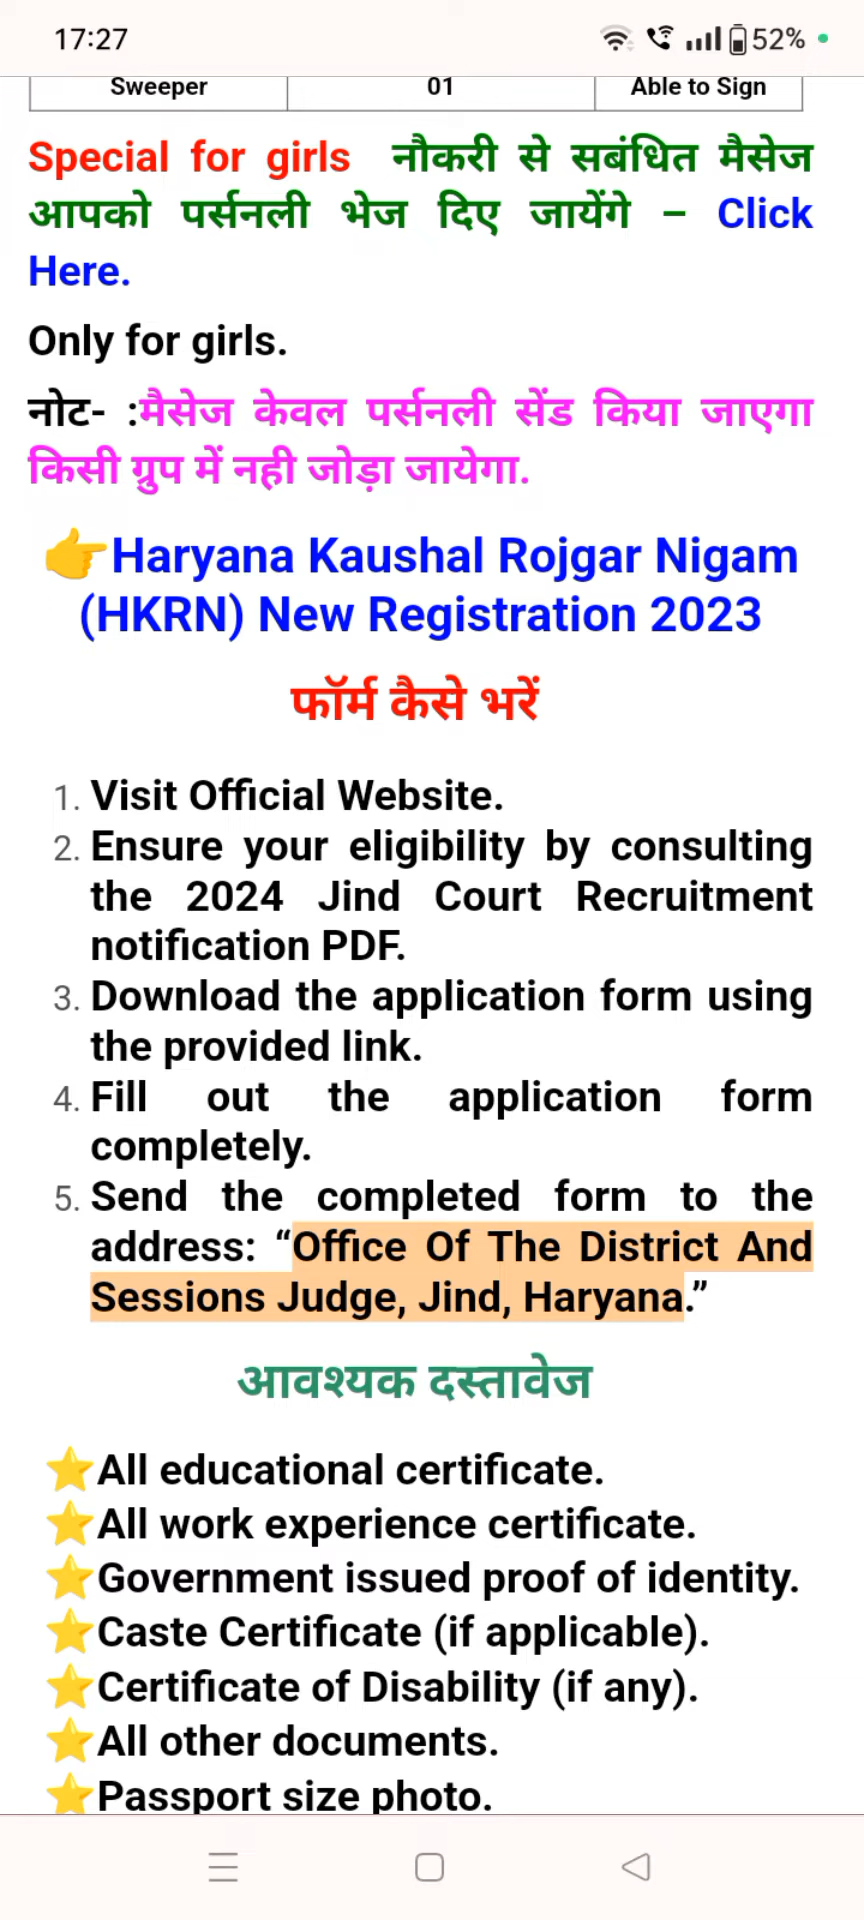 17:27
52%
Sweeper 01 Able to Sign
Special for girls नौकरी से सबंधित मैसेज
आपको पर्सनली भेज दिए जायेंगे – Click
Here.
Only for girls.
नोट- :मैसेज केवल पर्सनली सेंड किया जाएगा
किसी ग्रुप में नही जोड़ा जायेगा.
👉Haryana Kaushal Rojgar Nigam
(HKRN) New Registration 2023
फॉर्म कैसे भरें
1. Visit Official Website.
2. Ensure your eligibility by consulting
the 2024 Jind Court Recruitment
notification PDF.
3. Download the application form using
the provided link.
4. Fill out the application form
completely.
5. Send the completed form to the
address: “Office Of The District And
Sessions Judge, Jind, Haryana.”
आवश्यक दस्तावेज
⭐All educational certificate.
⭐All work experience certificate.
⭐Government issued proof of identity.
⭐Caste Certificate (if applicable).
⭐Certificate of Disability (if any).
⭐All other documents.
⭐Passport size photo.